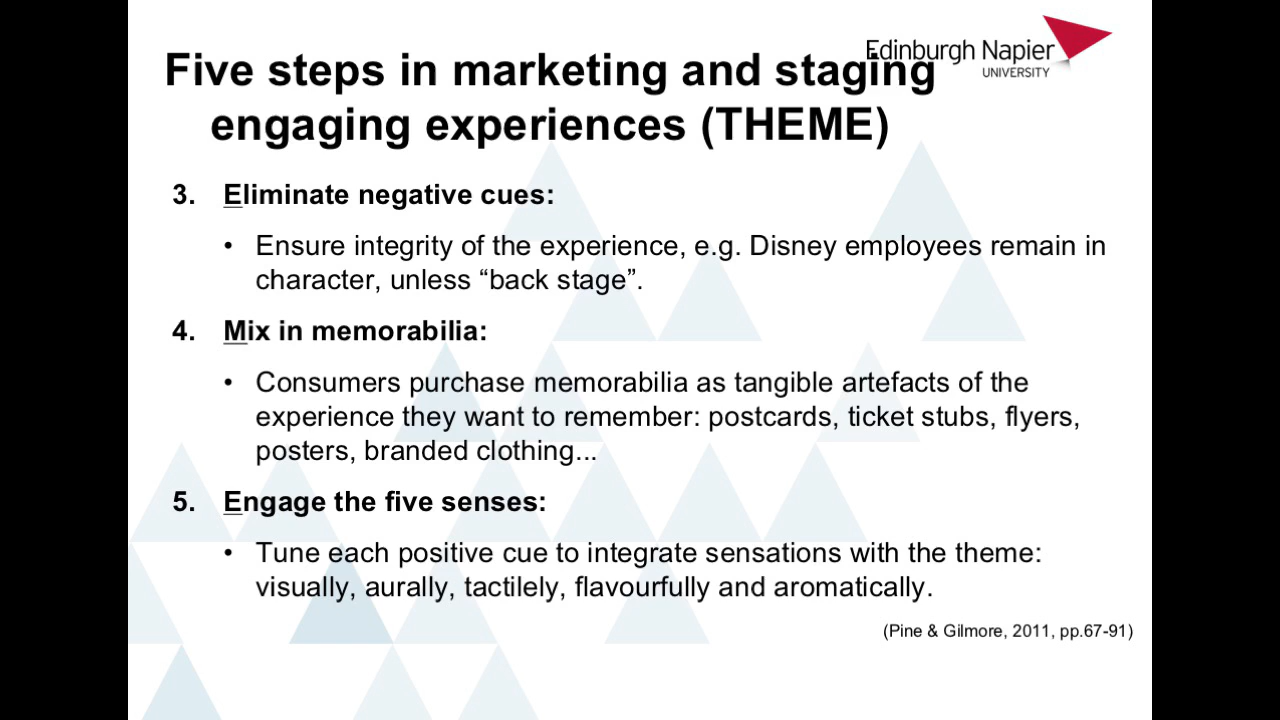 Edinburgh Napier
UNIVERSITY
Five steps in marketing and staging
engaging experiences (THEME)
3. Eliminate negative cues:
• Ensure integrity of the experience, e.g. Disney employees remain in
character, unless “back stage”.
4. Mix in memorabilia:
• Consumers purchase memorabilia as tangible artefacts of the
experience they want to remember: postcards, ticket stubs, flyers,
posters, branded clothing...
5. Engage the five senses:
• Tune each positive cue to integrate sensations with the theme:
visually, aurally, tactilely, flavourfully and aromatically.
(Pine & Gilmore, 2011, pp.67-91)